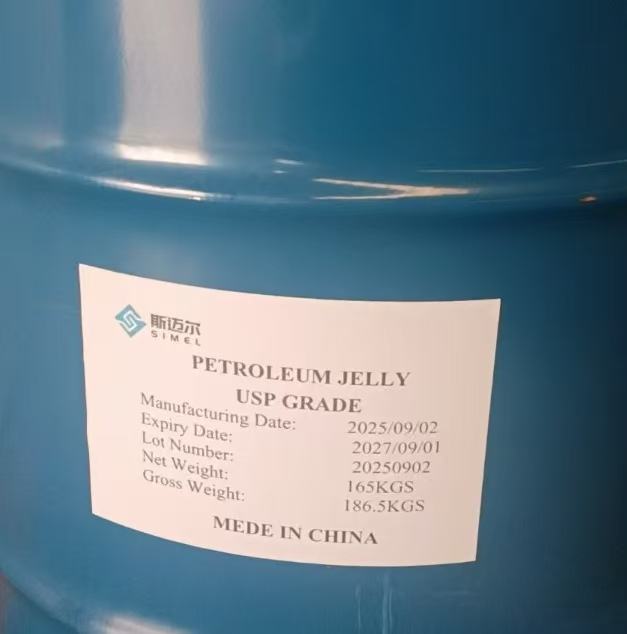 斯迈尔
SIMEL
PETROLEUM JELLY
USP GRADE
Manufacturing Date: 2025/09/02
Expiry Date: 2027/09/01
Lot Number: 20250902
Net Weight: 165KGS
Gross Weight: 186.5KGS
MEDE IN CHINA